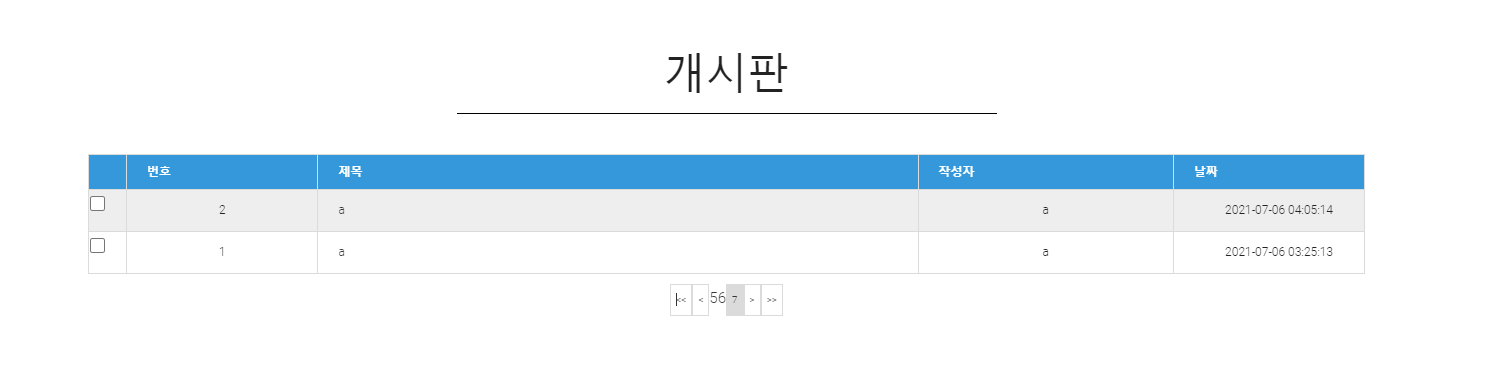 개시판
번호 제목 작성자 날짜
2 a a 2021-07-06 04:05:14
1 a a 2021-07-06 03:25:13
<< < 56 7 > >>